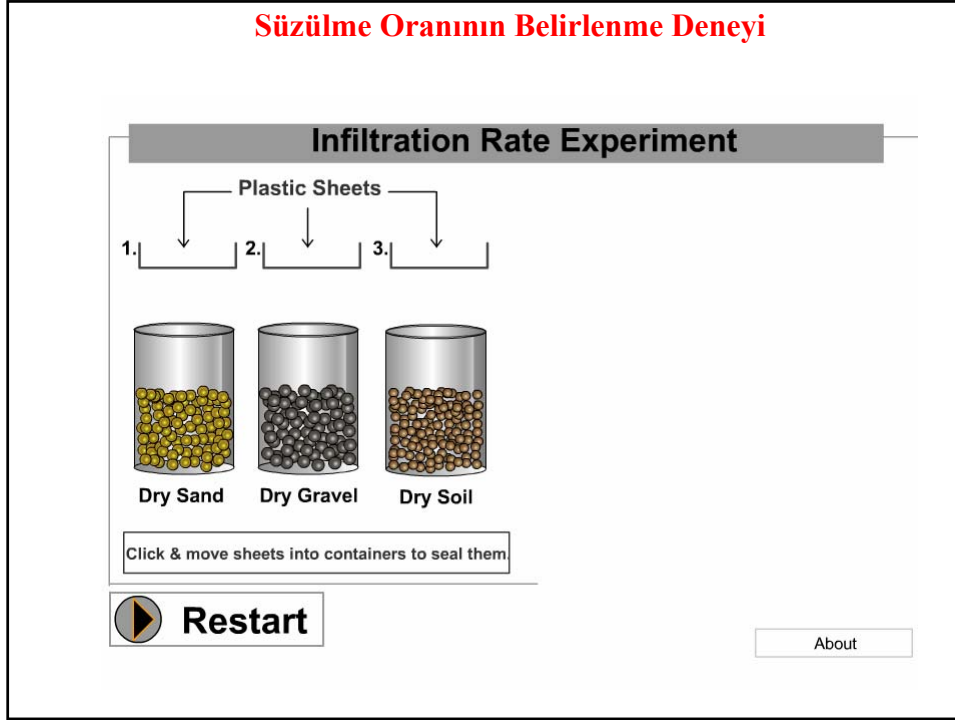 Süzülme Oranının Belirlenme Deneyi
Infiltration Rate Experiment
Plastic Sheets
1. 2. 3.
Dry Sand Dry Gravel Dry Soil
Click & move sheets into containers to seal them.
Restart
About